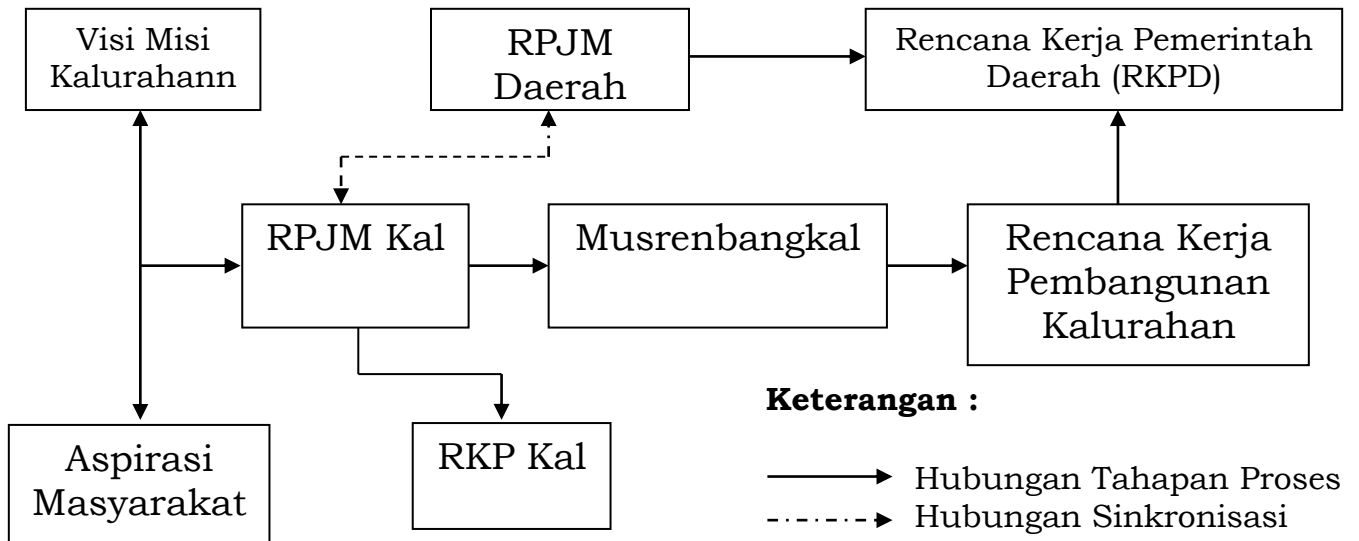 Visi Misi
Kalurahann
RPJM
Daerah
Rencana Kerja Pemerintah
Daerah (RKPD)
RPJM Kal
Musrenbangkal
Rencana Kerja
Pembangunan
Kalurahan
Aspirasi
Masyarakat
RKP Kal
Keterangan :
Hubungan Tahapan Proses
Hubungan Sinkronisasi